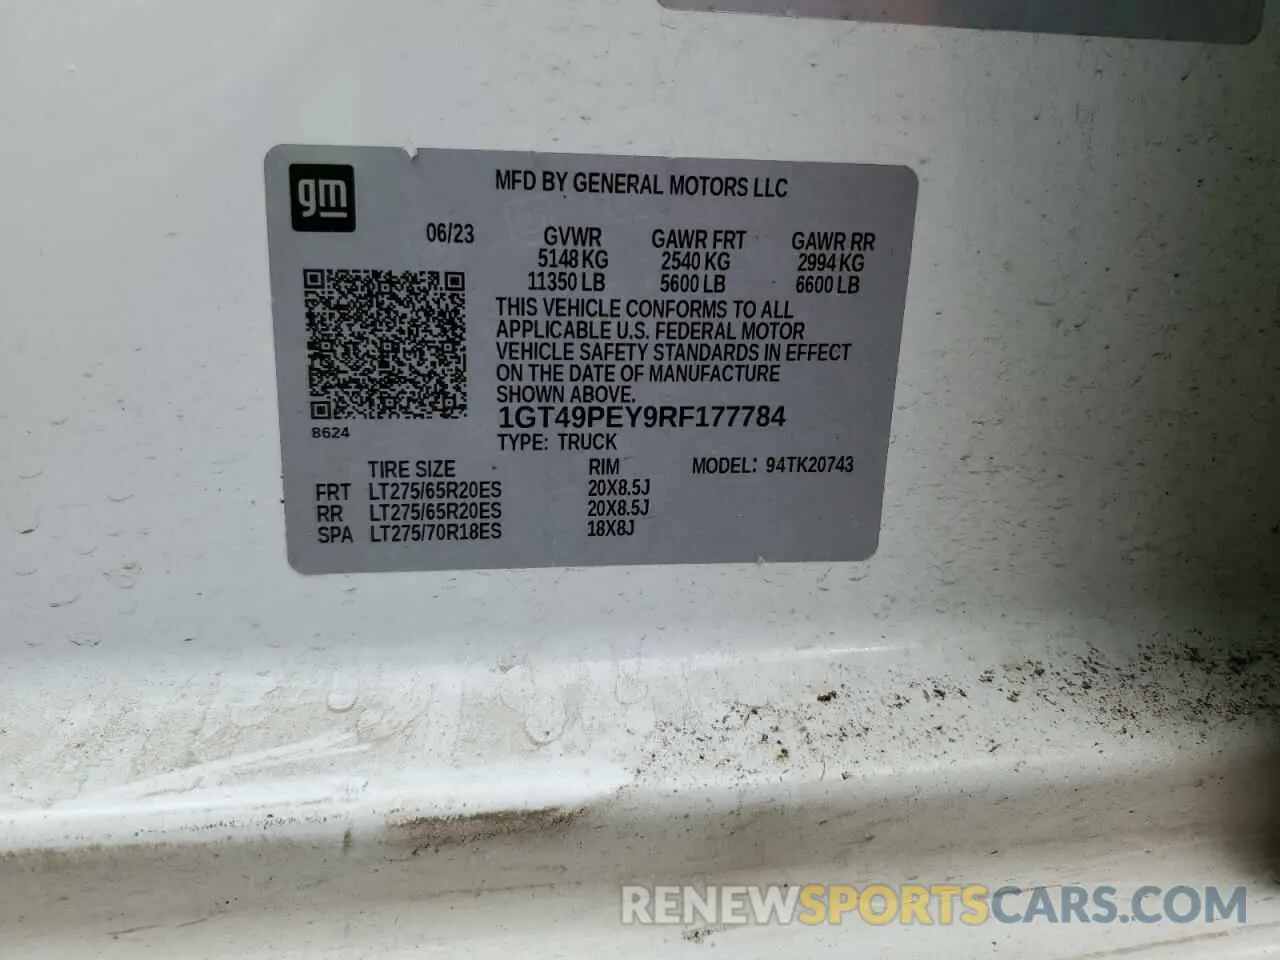 gm
MFD BY GENERAL MOTORS LLC
06/23
GVWR GAWR FRT GAWR RR
5148 KG 2540 KG 2994 KG
11350 LB 5600 LB 6600 LB
THIS VEHICLE CONFORMS TO ALL
APPLICABLE U.S. FEDERAL MOTOR
VEHICLE SAFETY STANDARDS IN EFFECT
ON THE DATE OF MANUFACTURE
SHOWN ABOVE.
1GT49PEY9RF177784
8624
TYPE: TRUCK
TIRE SIZE RIM MODEL: 94TK20743
FRT LT275/65R20ES 20X8.5J
RR LT275/65R20ES 20X8.5J
SPA LT275/70R18ES 18X8J
RENEWSPORTSCARS.COM